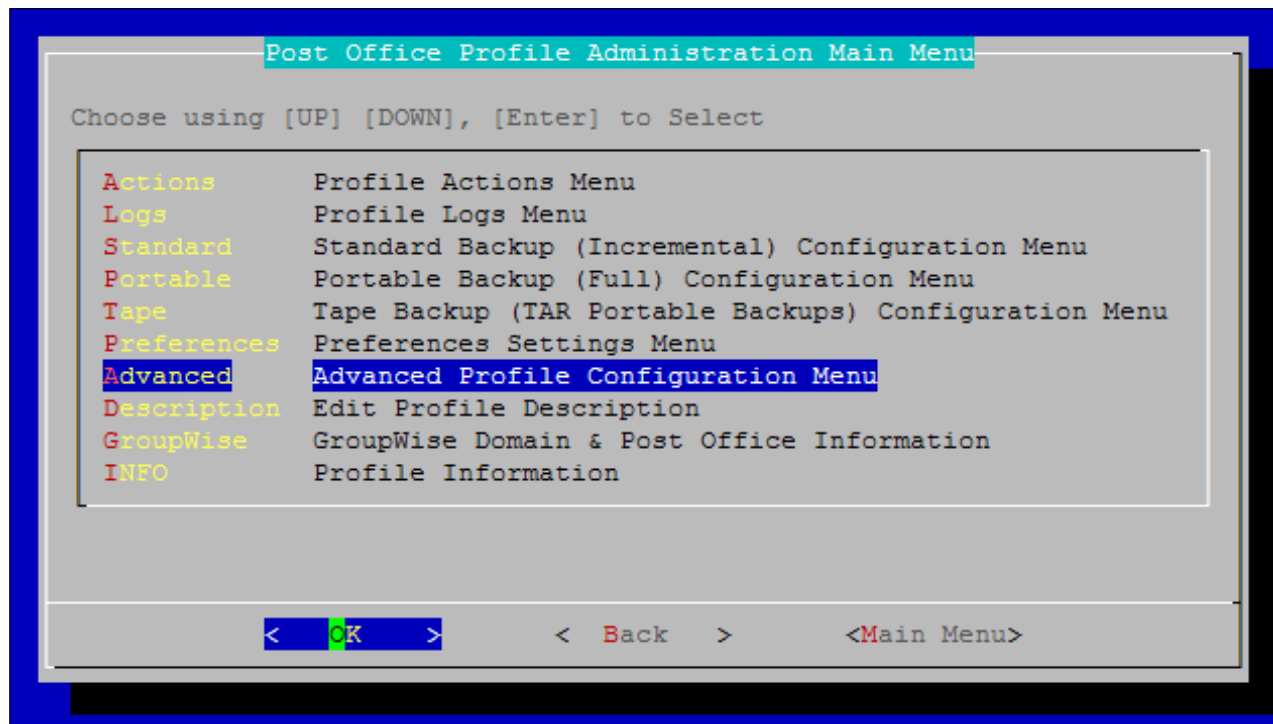 Post Office Profile Administration Main Menu
Choose using [UP] [DOWN], [Enter] to Select
Actions Profile Actions Menu
Logs Profile Logs Menu
Standard Standard Backup (Incremental) Configuration Menu
Portable Portable Backup (Full) Configuration Menu
Tape Tape Backup (TAR Portable Backups) Configuration Menu
Preferences Preferences Settings Menu
Advanced Advanced Profile Configuration Menu
Description Edit Profile Description
GroupWise GroupWise Domain & Post Office Information
INFO Profile Information
< OK > < Back > <Main Menu>